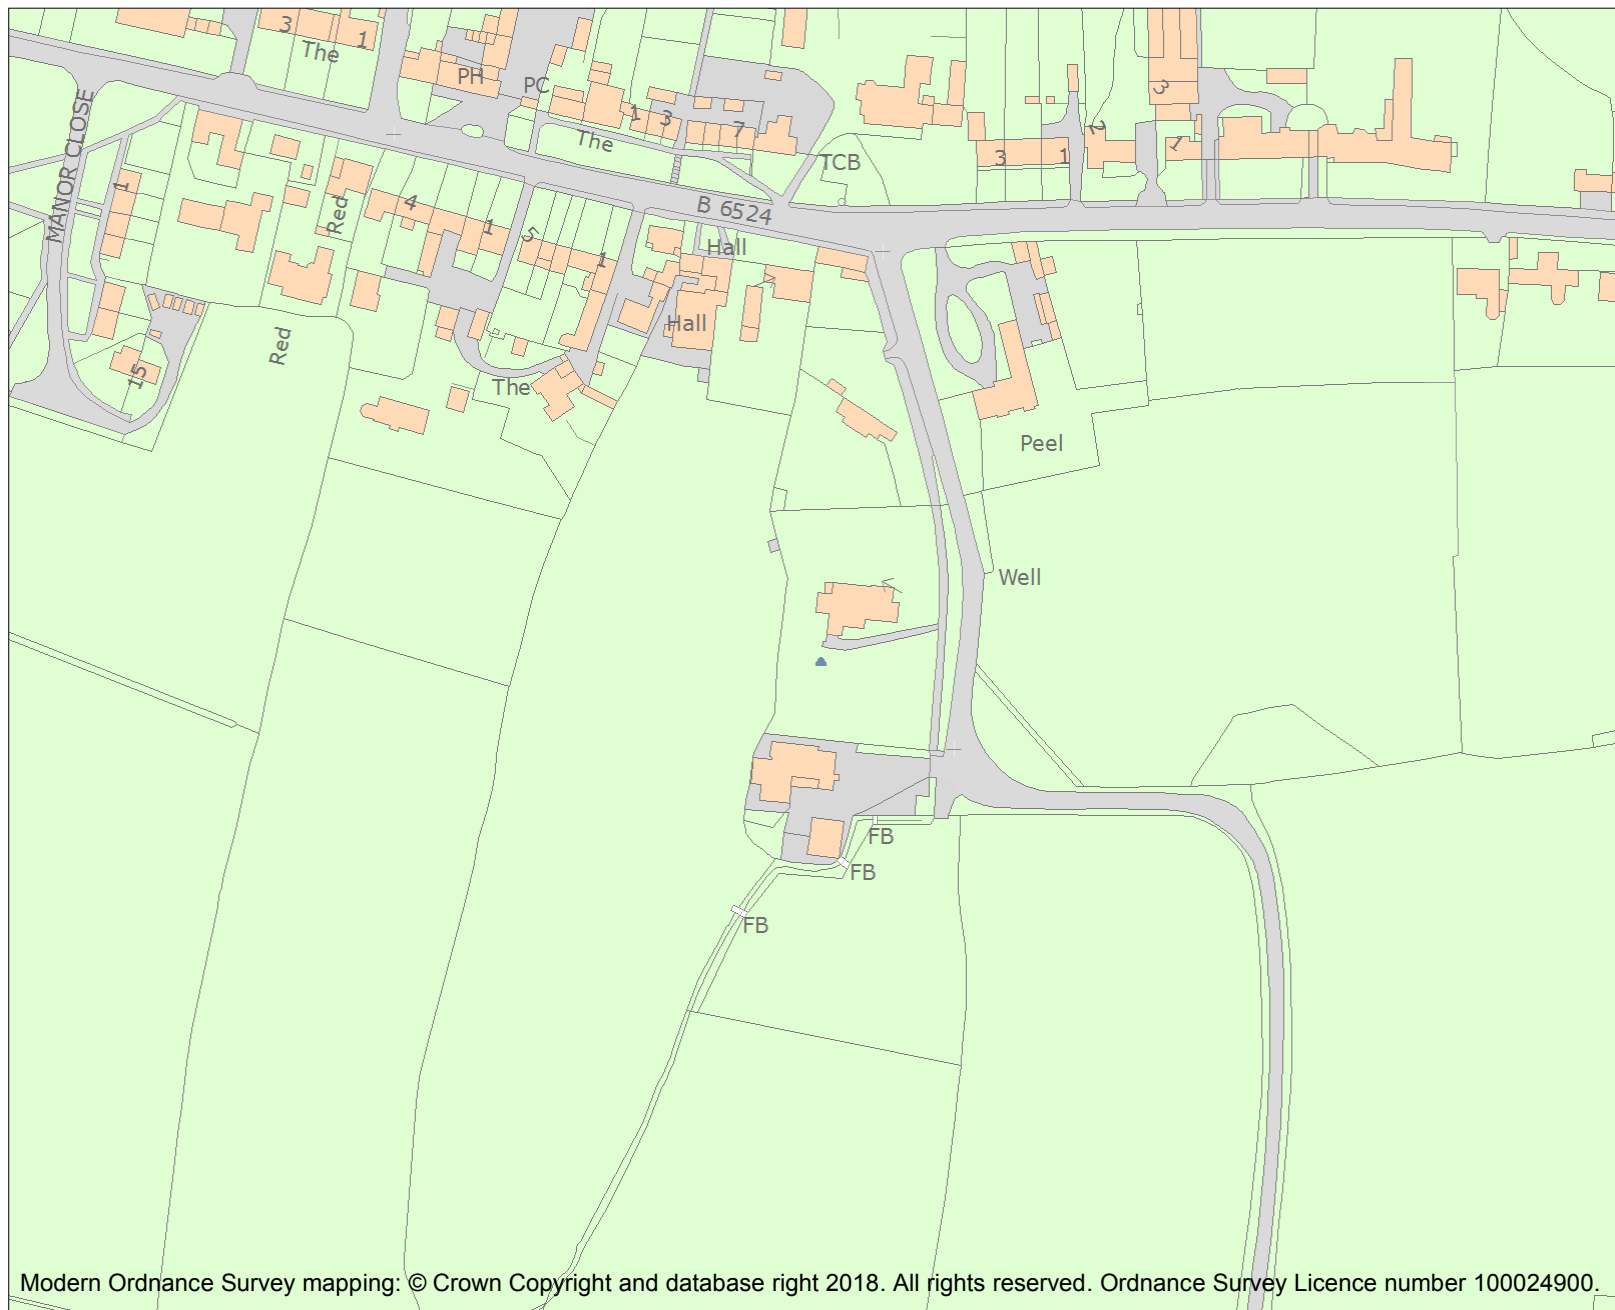 3
1
The
PH
PC
MANOR CLOSE
1
1
3
The
7
TCB
3
1
2
3
1
B 6524
Hall
Red
4
1
5
1
Hall
Red
15
The
Peel
Well
FB
FB
FB
Modern Ordnance Survey mapping: © Crown Copyright and database right 2018. All rights reserved. Ordnance Survey Licence number 100024900.